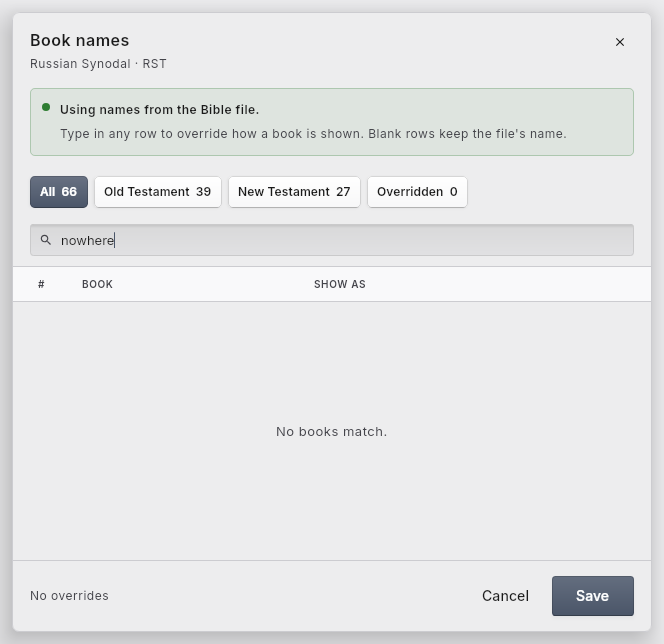 Book names
×
Russian Synodal · RST
Using names from the Bible file.
Type in any row to override how a book is shown. Blank rows keep the file's name.
All 66 Old Testament 39 New Testament 27 Overridden 0
nowhere
# BOOK SHOW AS
No books match.
No overrides Cancel Save